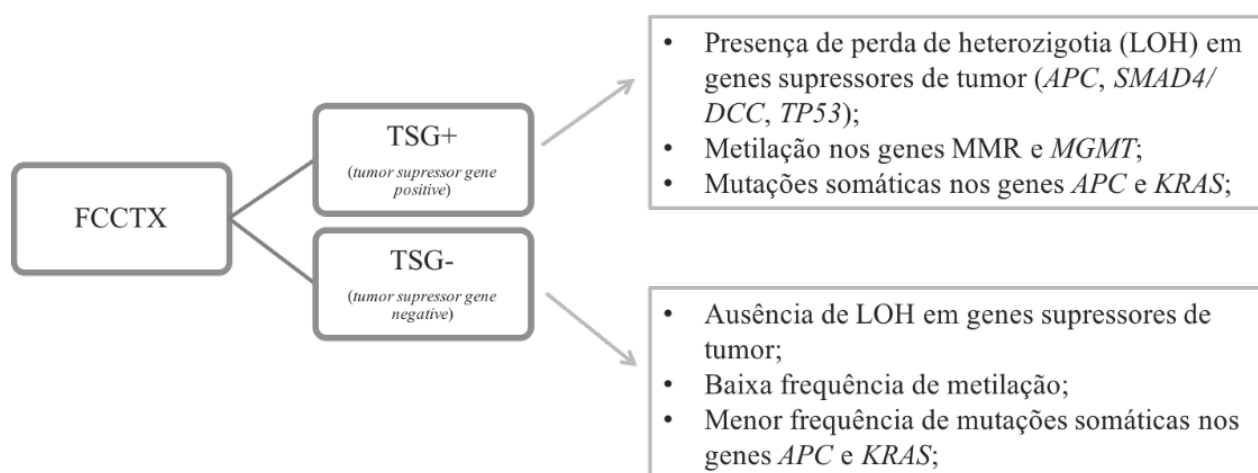 FCCTX
TSG+
(tumor supressor gene
positive)
• Presença de perda de heterozigotia (LOH) em
genes supressores de tumor (APC, SMAD4/
DCC, TP53);
• Metilação nos genes MMR e MGMT;
• Mutações somáticas nos genes APC e KRAS;
TSG-
(tumor supressor gene
negative)
• Ausência de LOH em genes supressores de
tumor;
• Baixa frequência de metilação;
• Menor frequência de mutações somáticas nos
genes APC e KRAS;